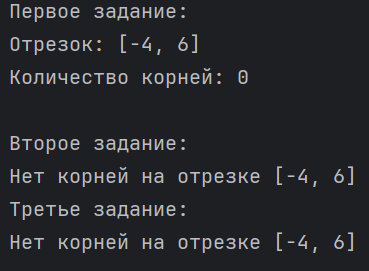 Первое задание:
Отрезок: [-4, 6]
Количество корней: 0
Второе задание:
Нет корней на отрезке [-4, 6]
Третье задание:
Нет корней на отрезке [-4, 6]